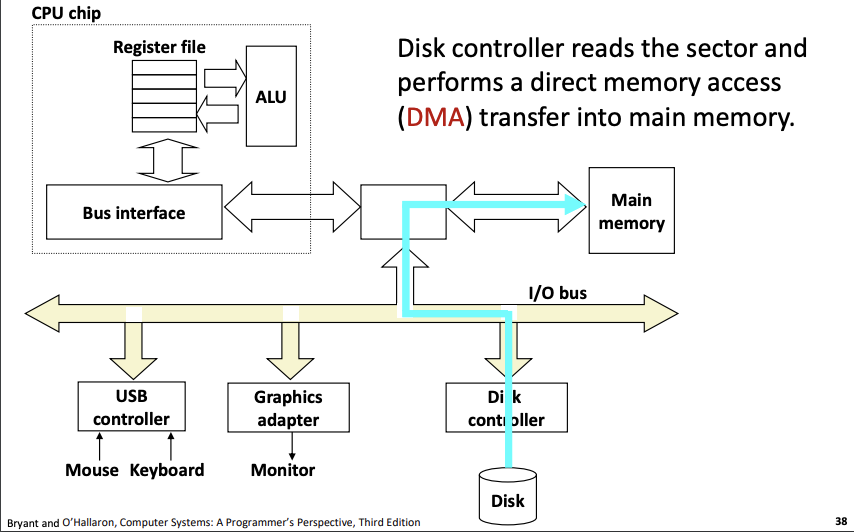 CPU chip
Register file
ALU
Disk controller reads the sector and
performs a direct memory access
(DMA) transfer into main memory.
Bus interface
Main
memory
I/O bus
USB
controller
Graphics
adapter
Disk
controller
Mouse
Keyboard
Monitor
Disk
Bryant and O'Hallaron, Computer Systems: A Programmer's Perspective, Third Edition
38